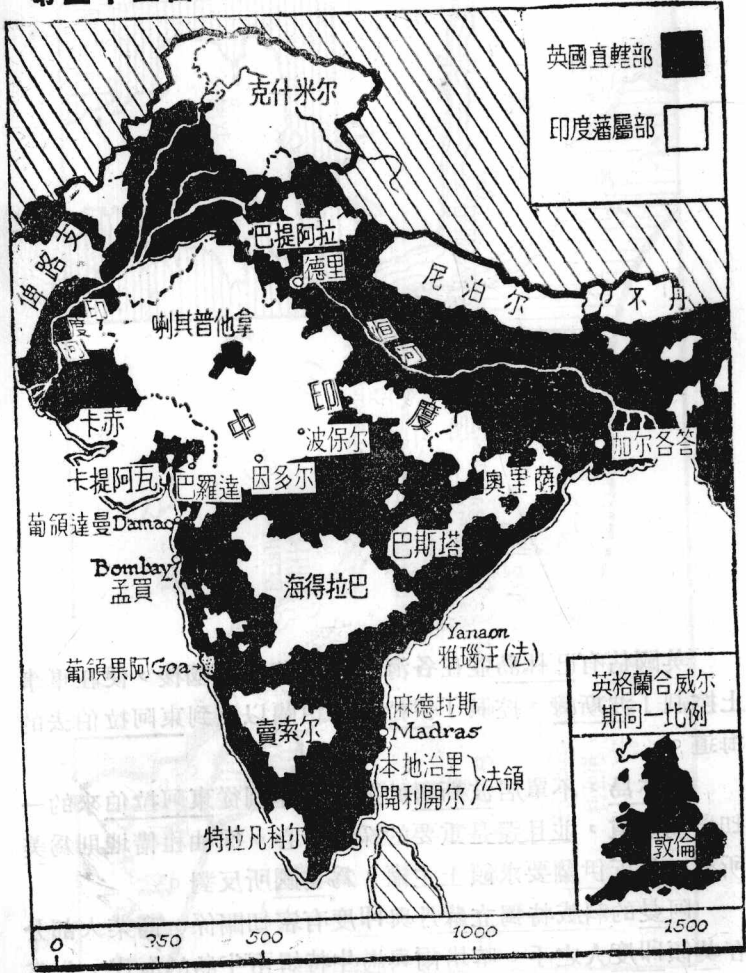 英國直轄部
印度藩屬部
克什米尔
巴提阿拉
德里
俾路支
尼泊尔
不丹
印度河
喇其普他拿
恒河
中印度
卡赤
波保尔
加尔各答
卡提阿瓦
巴羅達
因多尔
奧里薩
葡領達曼Damao
巴斯塔
Bombay
孟買
海得拉巴
Yanaon
雅瑙汪(法)
葡領果阿Goa
英格蘭合威尔
斯同一比例
賣索尔
麻德拉斯
Madras
本地治里
開利開尔}法領
特拉凡科尔
敦倫
0 350 500 1000 1500